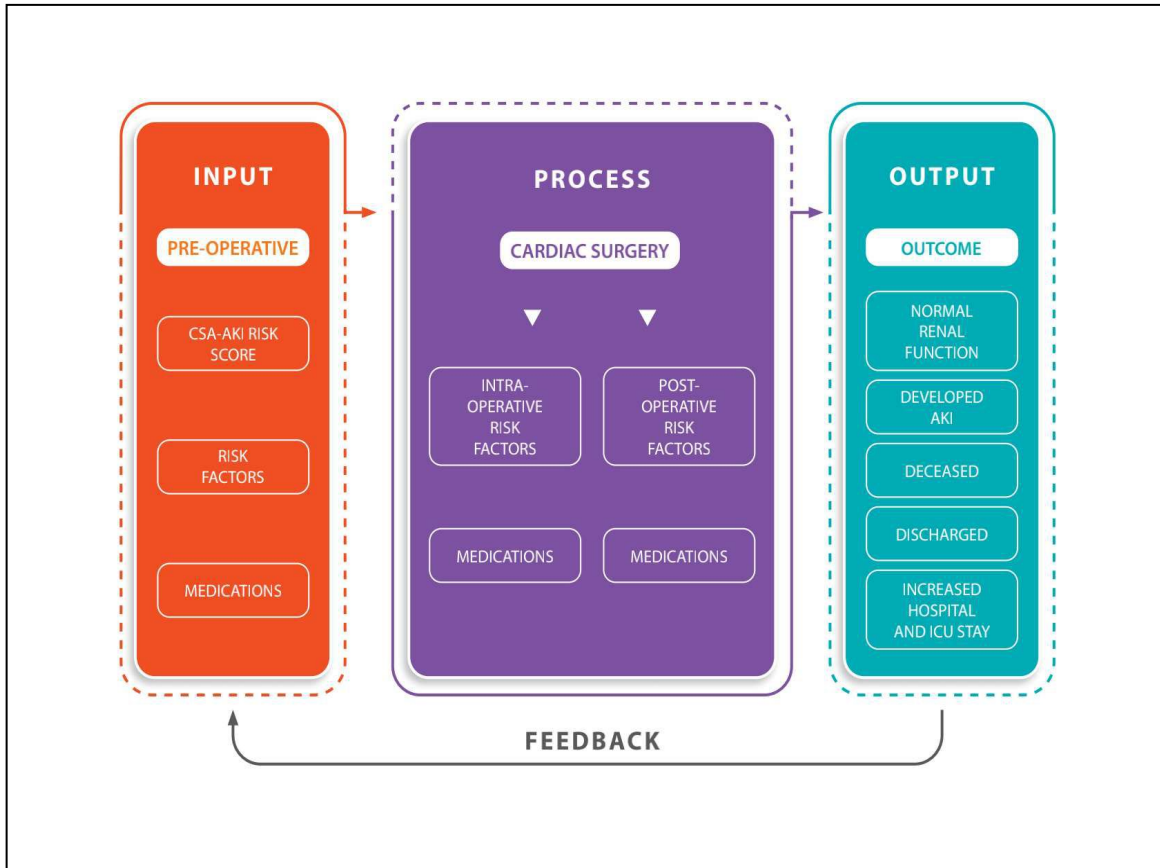 INPUT
PRE-OPERATIVE
CSA-AKI RISK
SCORE
RISK
FACTORS
MEDICATIONS
PROCESS
CARDIAC SURGERY
INTRA-
OPERATIVE
RISK
FACTORS
POST-
OPERATIVE
RISK
FACTORS
MEDICATIONS
MEDICATIONS
OUTPUT
OUTCOME
NORMAL
RENAL
FUNCTION
DEVELOPED
AKI
DECEASED
DISCHARGED
INCREASED
HOSPITAL
AND ICU STAY
FEEDBACK